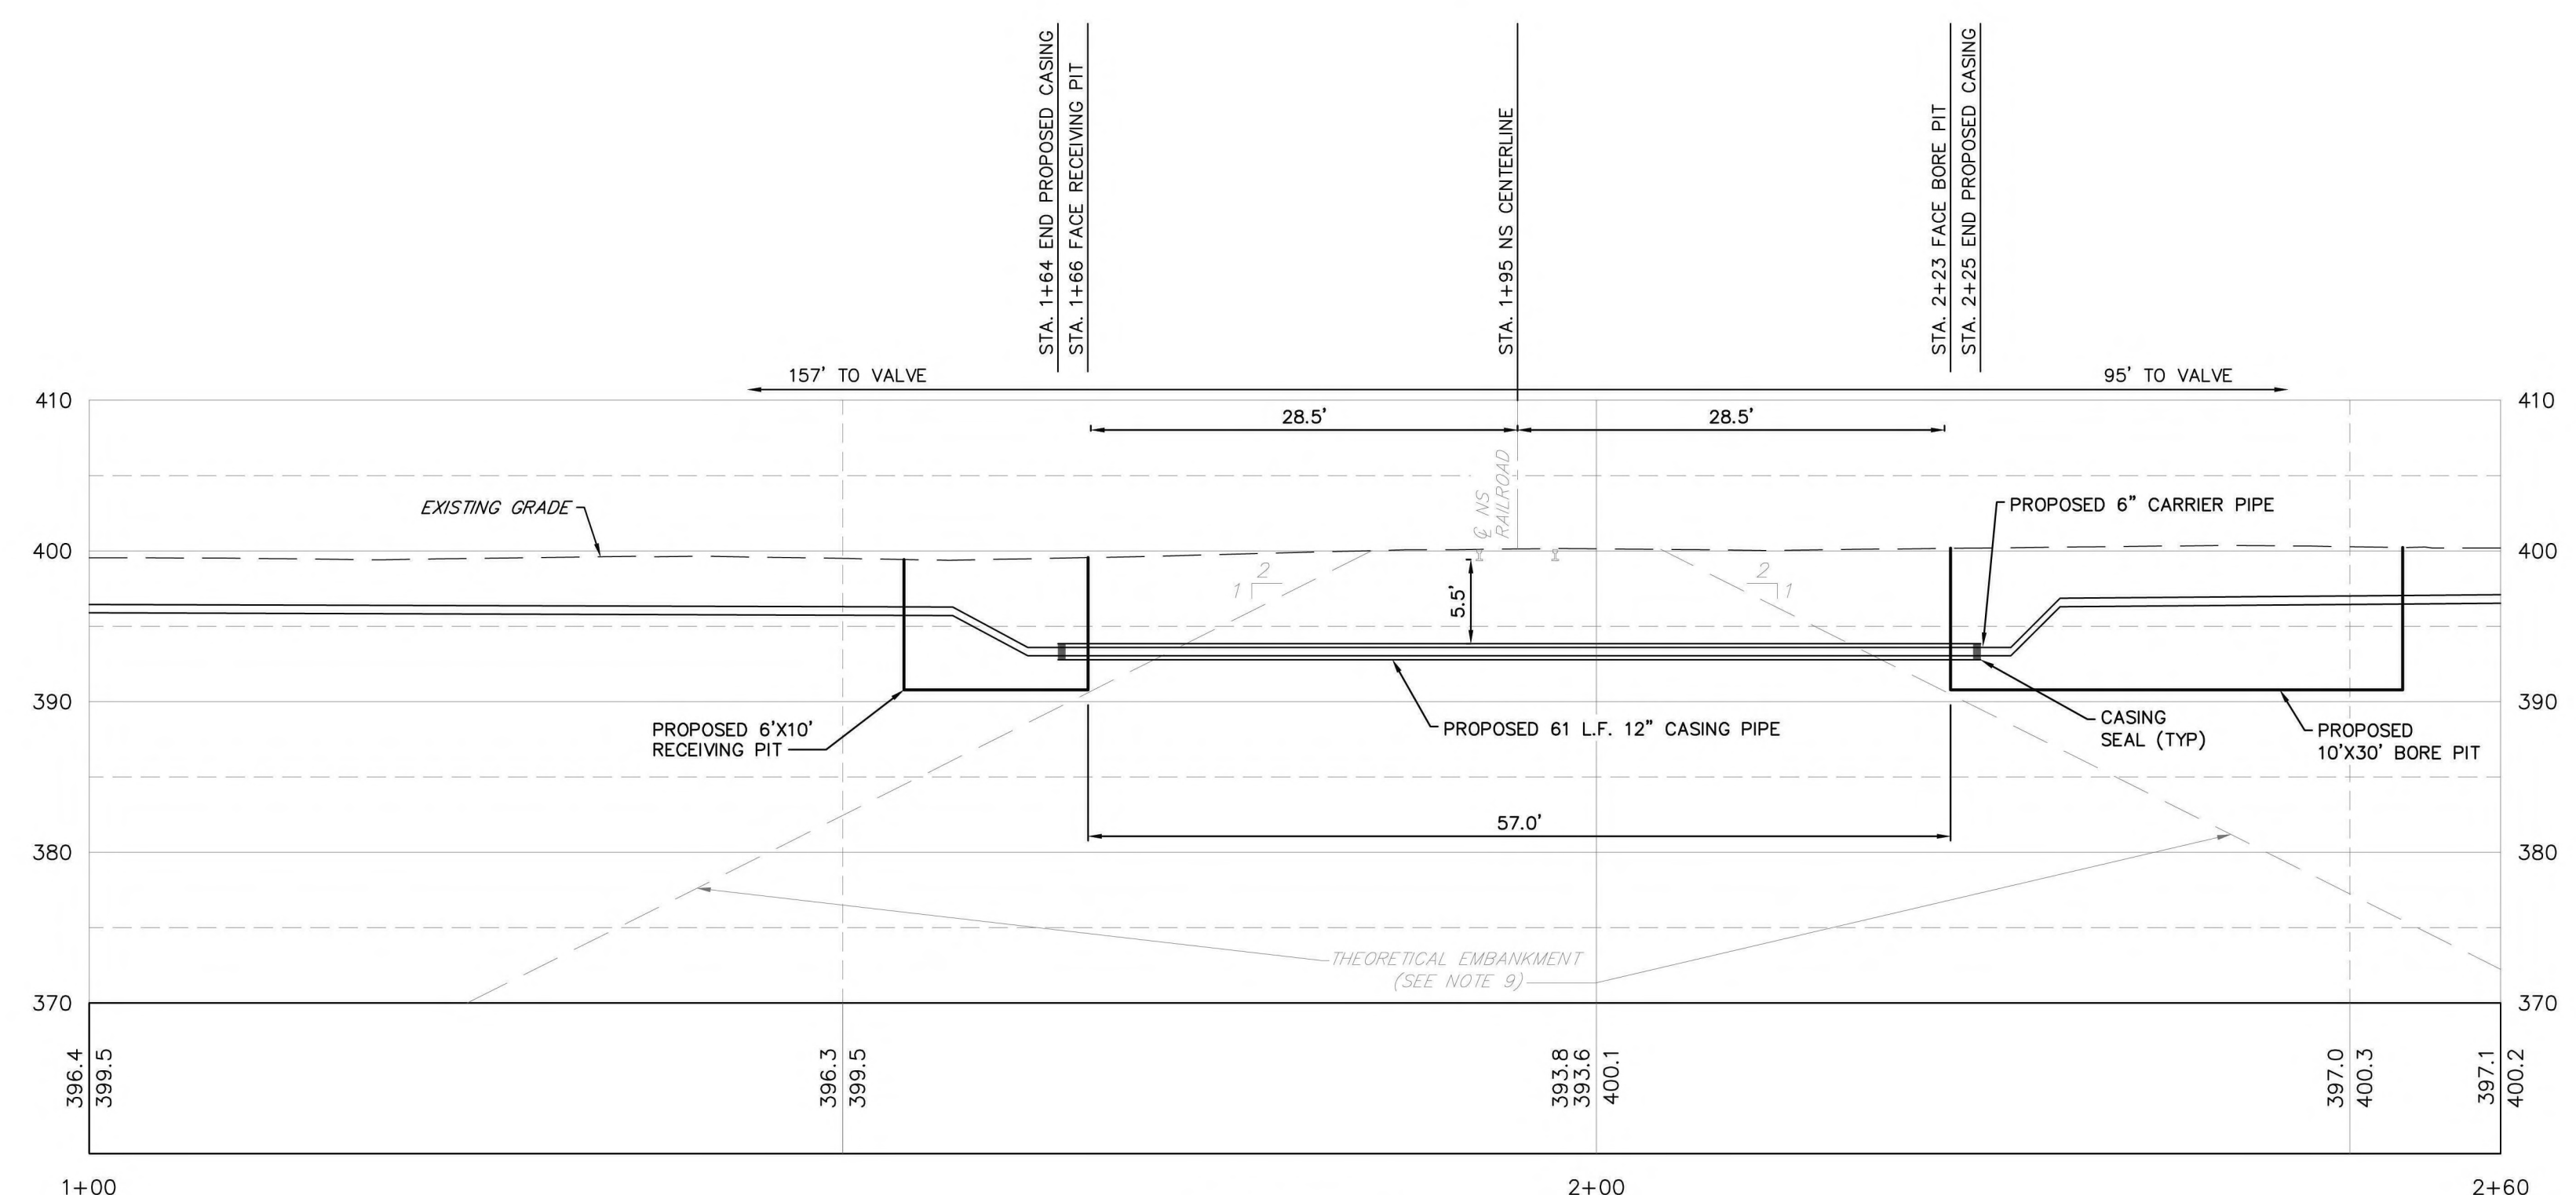 STA. 1+64 END PROPOSED CASING
STA. 1+66 FACE RECEIVING PIT
STA. 1+95 NS CENTERLINE
STA. 2+23 FACE BORE PIT
STA. 2+25 END PROPOSED CASING
157' TO VALVE
95' TO VALVE
410
410
28.5'
28.5'
℄ NS
RAILROAD
EXISTING GRADE
PROPOSED 6" CARRIER PIPE
400
400
2
1
2
1
5.5'
390
390
PROPOSED 6'X10'
RECEIVING PIT
PROPOSED 61 L.F. 12" CASING PIPE
CASING
SEAL (TYP)
PROPOSED
10'X30' BORE PIT
57.0'
380
380
THEORETICAL EMBANKMENT
(SEE NOTE 9)
370
370
396.4
399.5
396.3
399.5
393.8
393.6
400.1
397.0
400.3
397.1
400.2
1+00
2+00
2+60